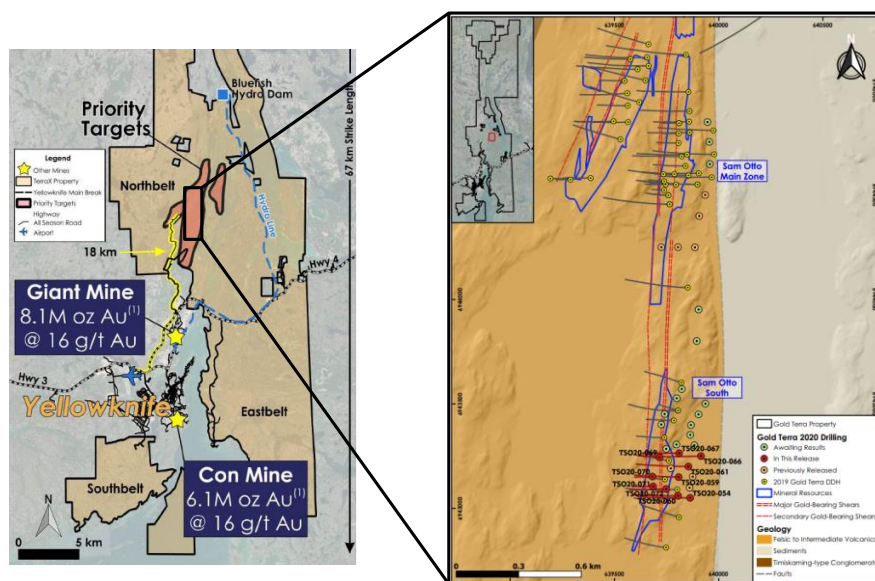 Bluefish
Hydro Dam
Priority
Targets
Legend
Other Mines
TerraX Property
Yellowknife Main Break
Priority Targets
Highway
All Season Road
Airport
Northbelt
67 km Strike Length
Hydro Line
18 km
Hwy 4
Giant Mine
8.1M oz Au(1)
@ 16 g/t Au
Hwy 3
Yellowknife
Eastbelt
Con Mine
6.1M oz Au(1)
@ 16 g/t Au
Southbelt
N
0 5 km
639500
640000
640500
N
Sam Otto
Main Zone
Sam Otto
South
TSO20-067
TSO20-069
TSO20-066
TSO20-061
TSO20-070
TSO20-059
TSO20-071
TSO20-054
TSO20-060
0 0.3 0.6 km
639500
640000
Gold Terra Property
Gold Terra 2020 Drilling
Awaiting Results
In This Release
Previously Released
2019 Gold Terra DDH
Mineral Resources
Major Gold-Bearing Shears
Secondary Gold-Bearing Shears
Geology
Felsic to Intermediate Volcanics
Sediments
Timiskaming-type Conglomerate
Faults